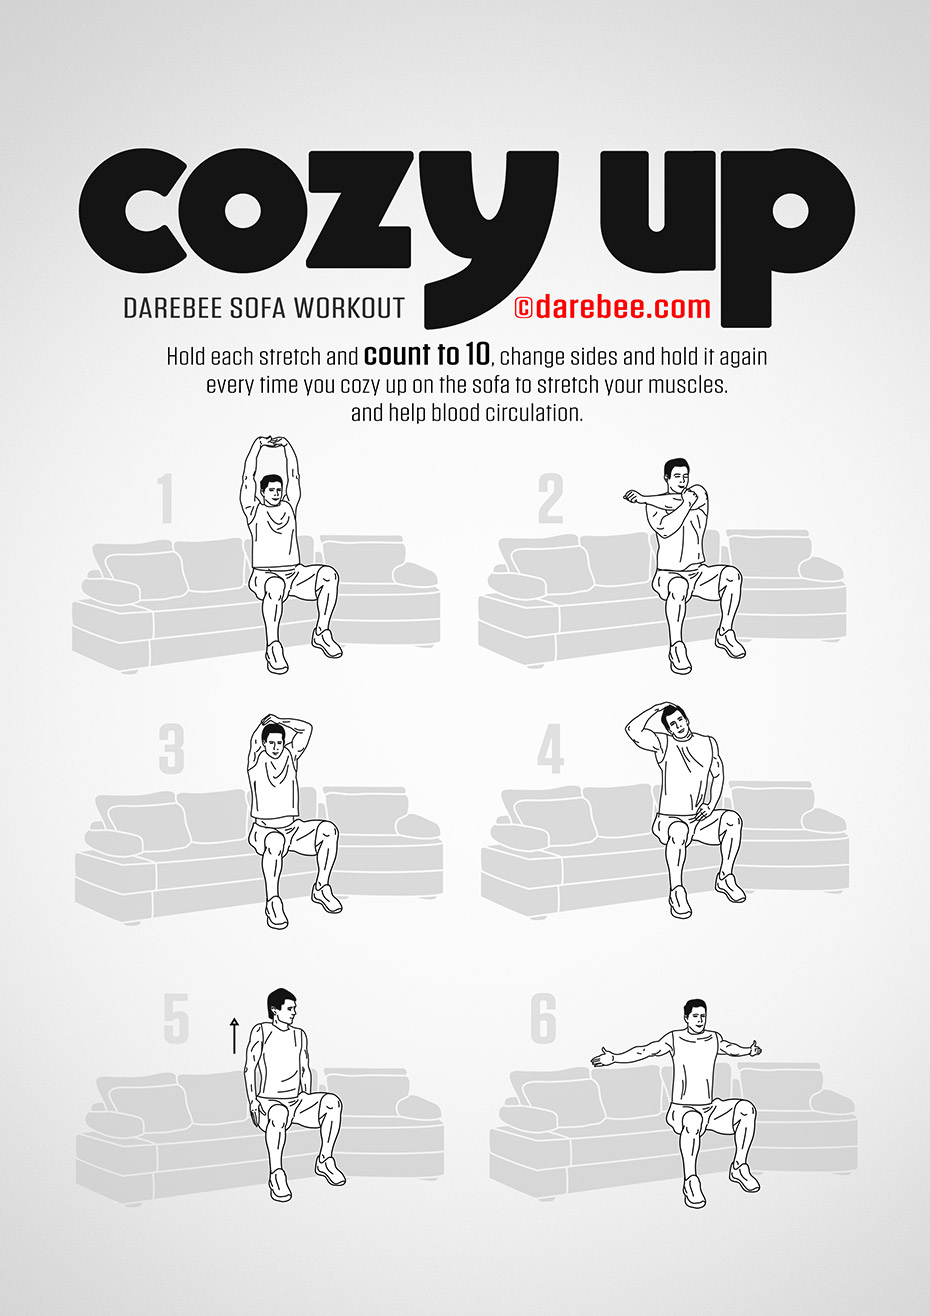 cozy up
DAREBEE SOFA WORKOUT
©darebee.com
Hold each stretch and count to 10, change sides and hold it again
every time you cozy up on the sofa to stretch your muscles.
and help blood circulation.
1
2
3
4
5
6